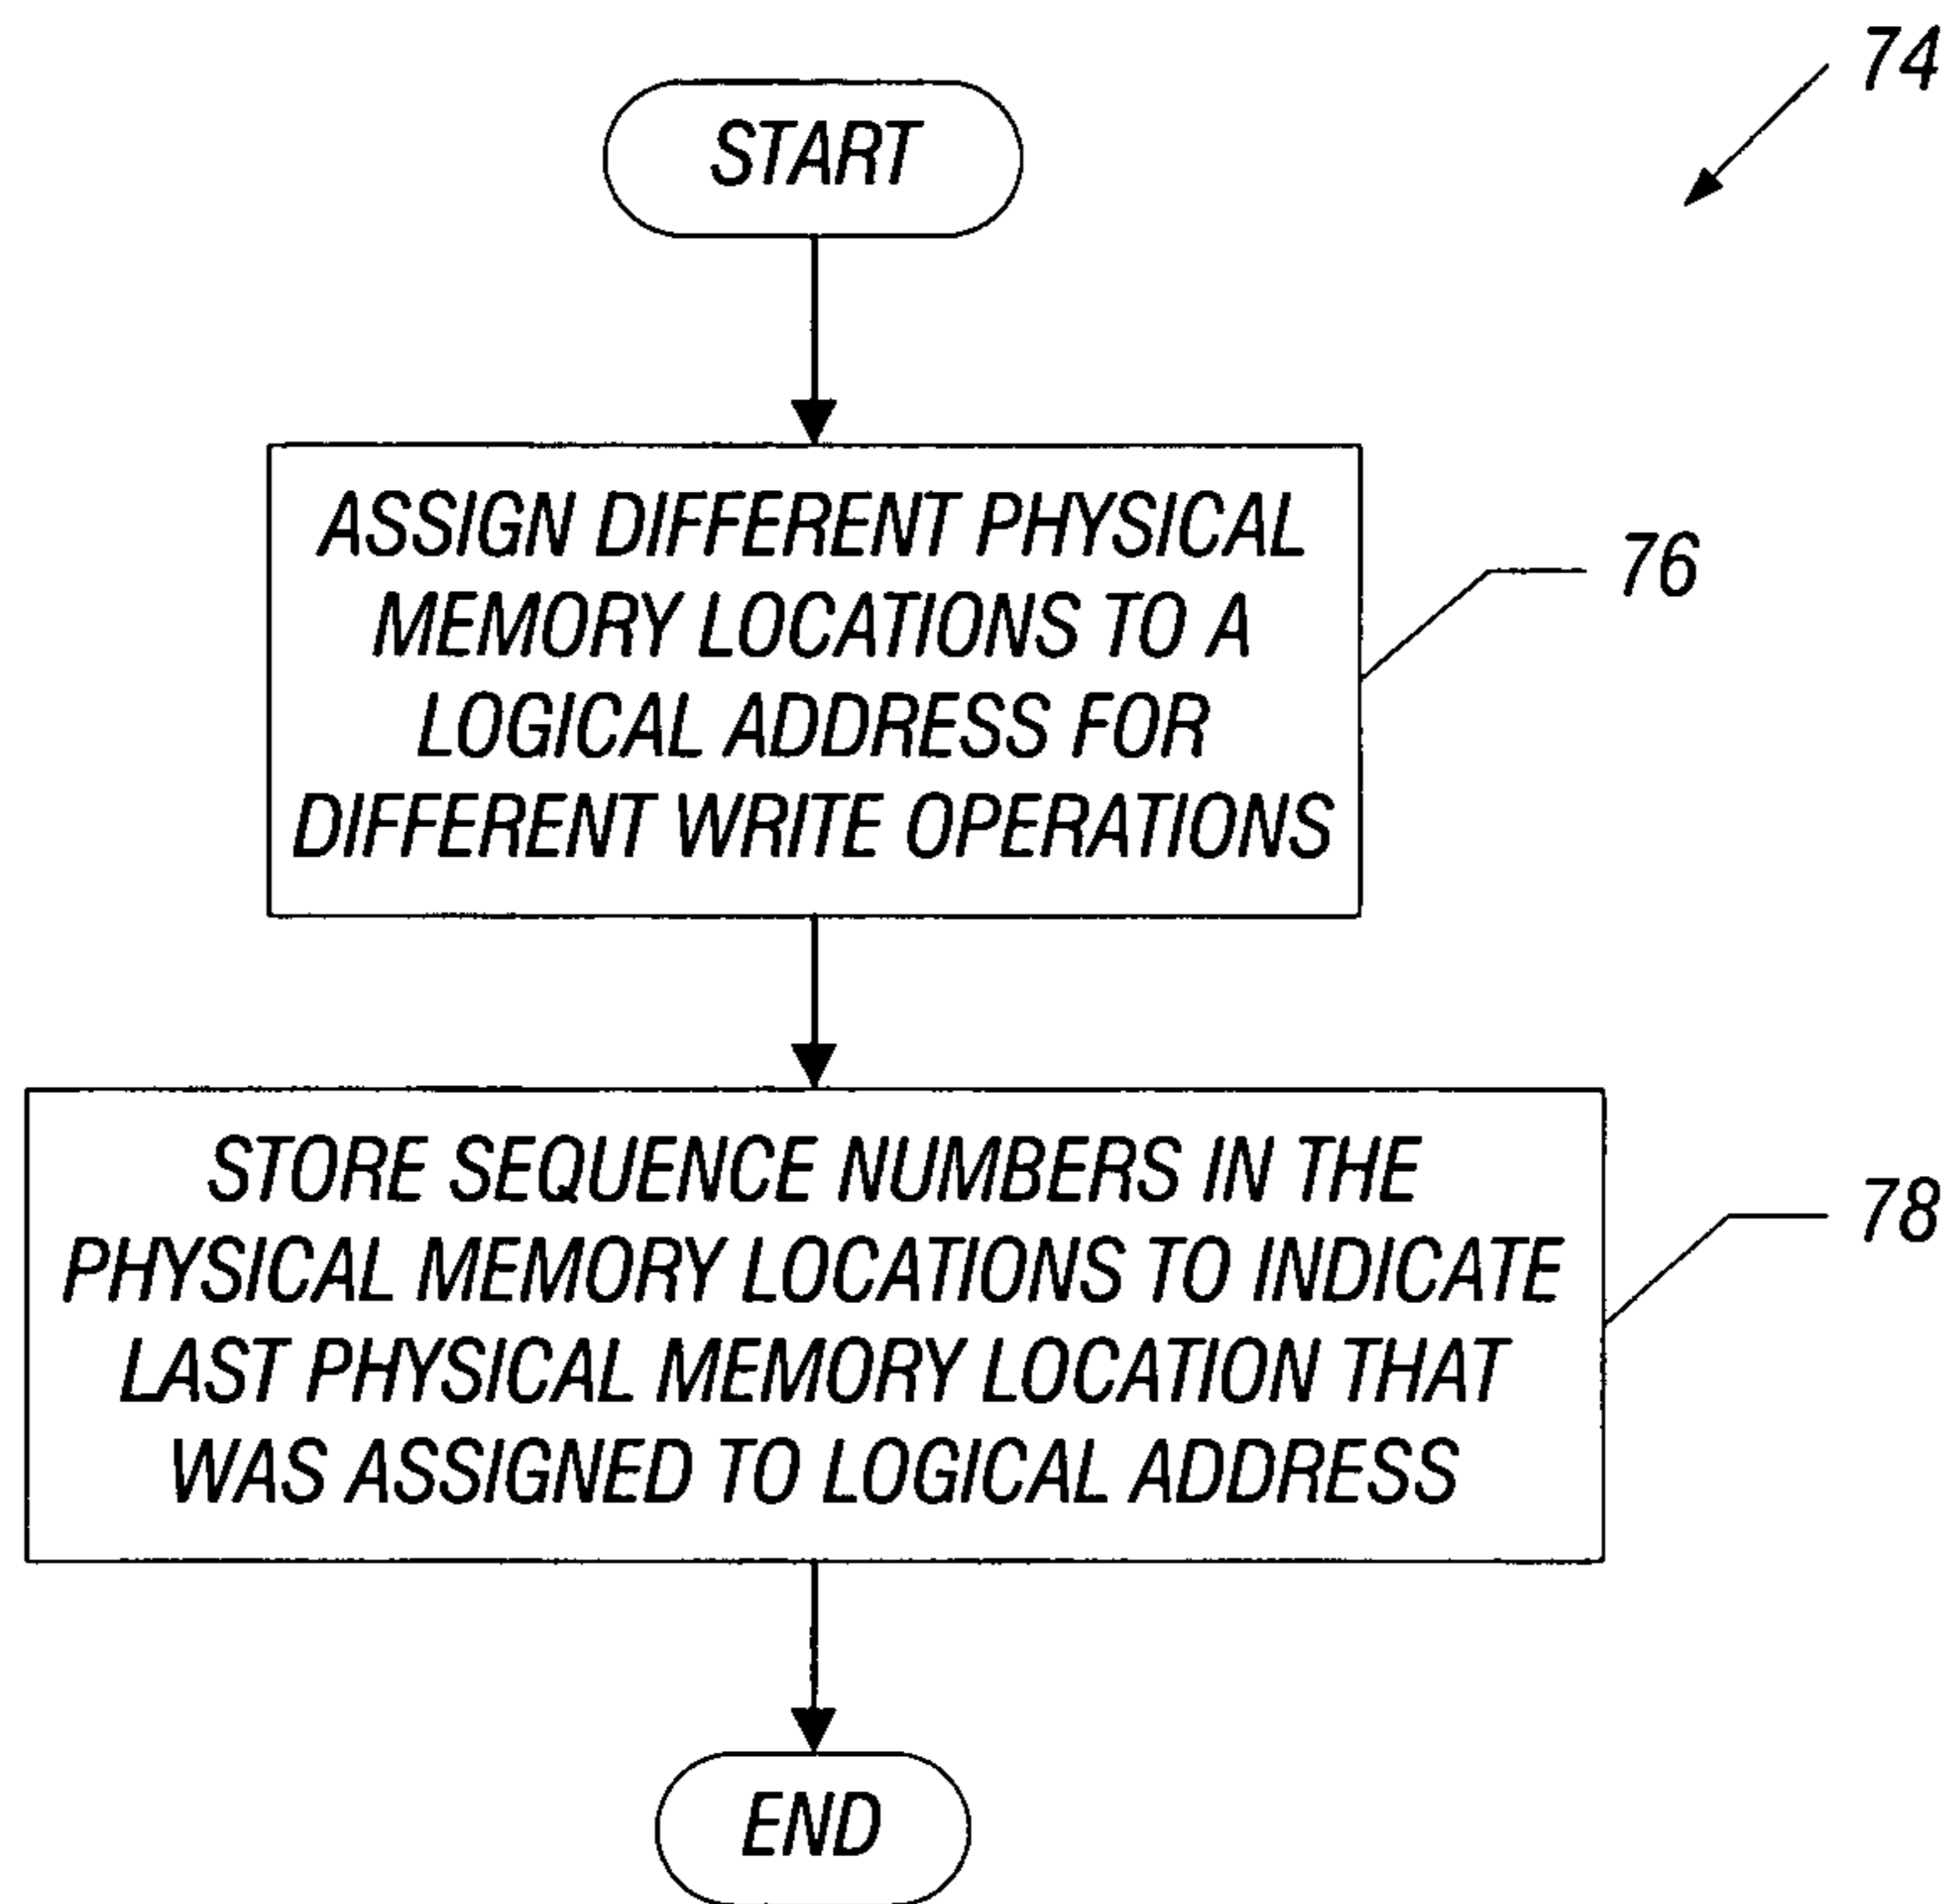 74
START
ASSIGN DIFFERENT PHYSICAL
MEMORY LOCATIONS TO A
LOGICAL ADDRESS FOR
DIFFERENT WRITE OPERATIONS
76
STORE SEQUENCE NUMBERS IN THE
PHYSICAL MEMORY LOCATIONS TO INDICATE
LAST PHYSICAL MEMORY LOCATION THAT
WAS ASSIGNED TO LOGICAL ADDRESS
78
END